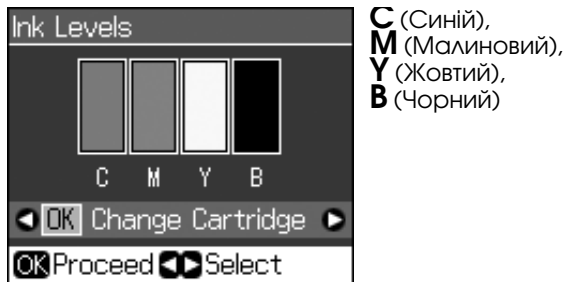 Ink Levels
C M Y B
OK Change Cartridge
OK Proceed Select
C (Синій),
M (Малиновий),
Y (Жовтий),
B (Чорний)